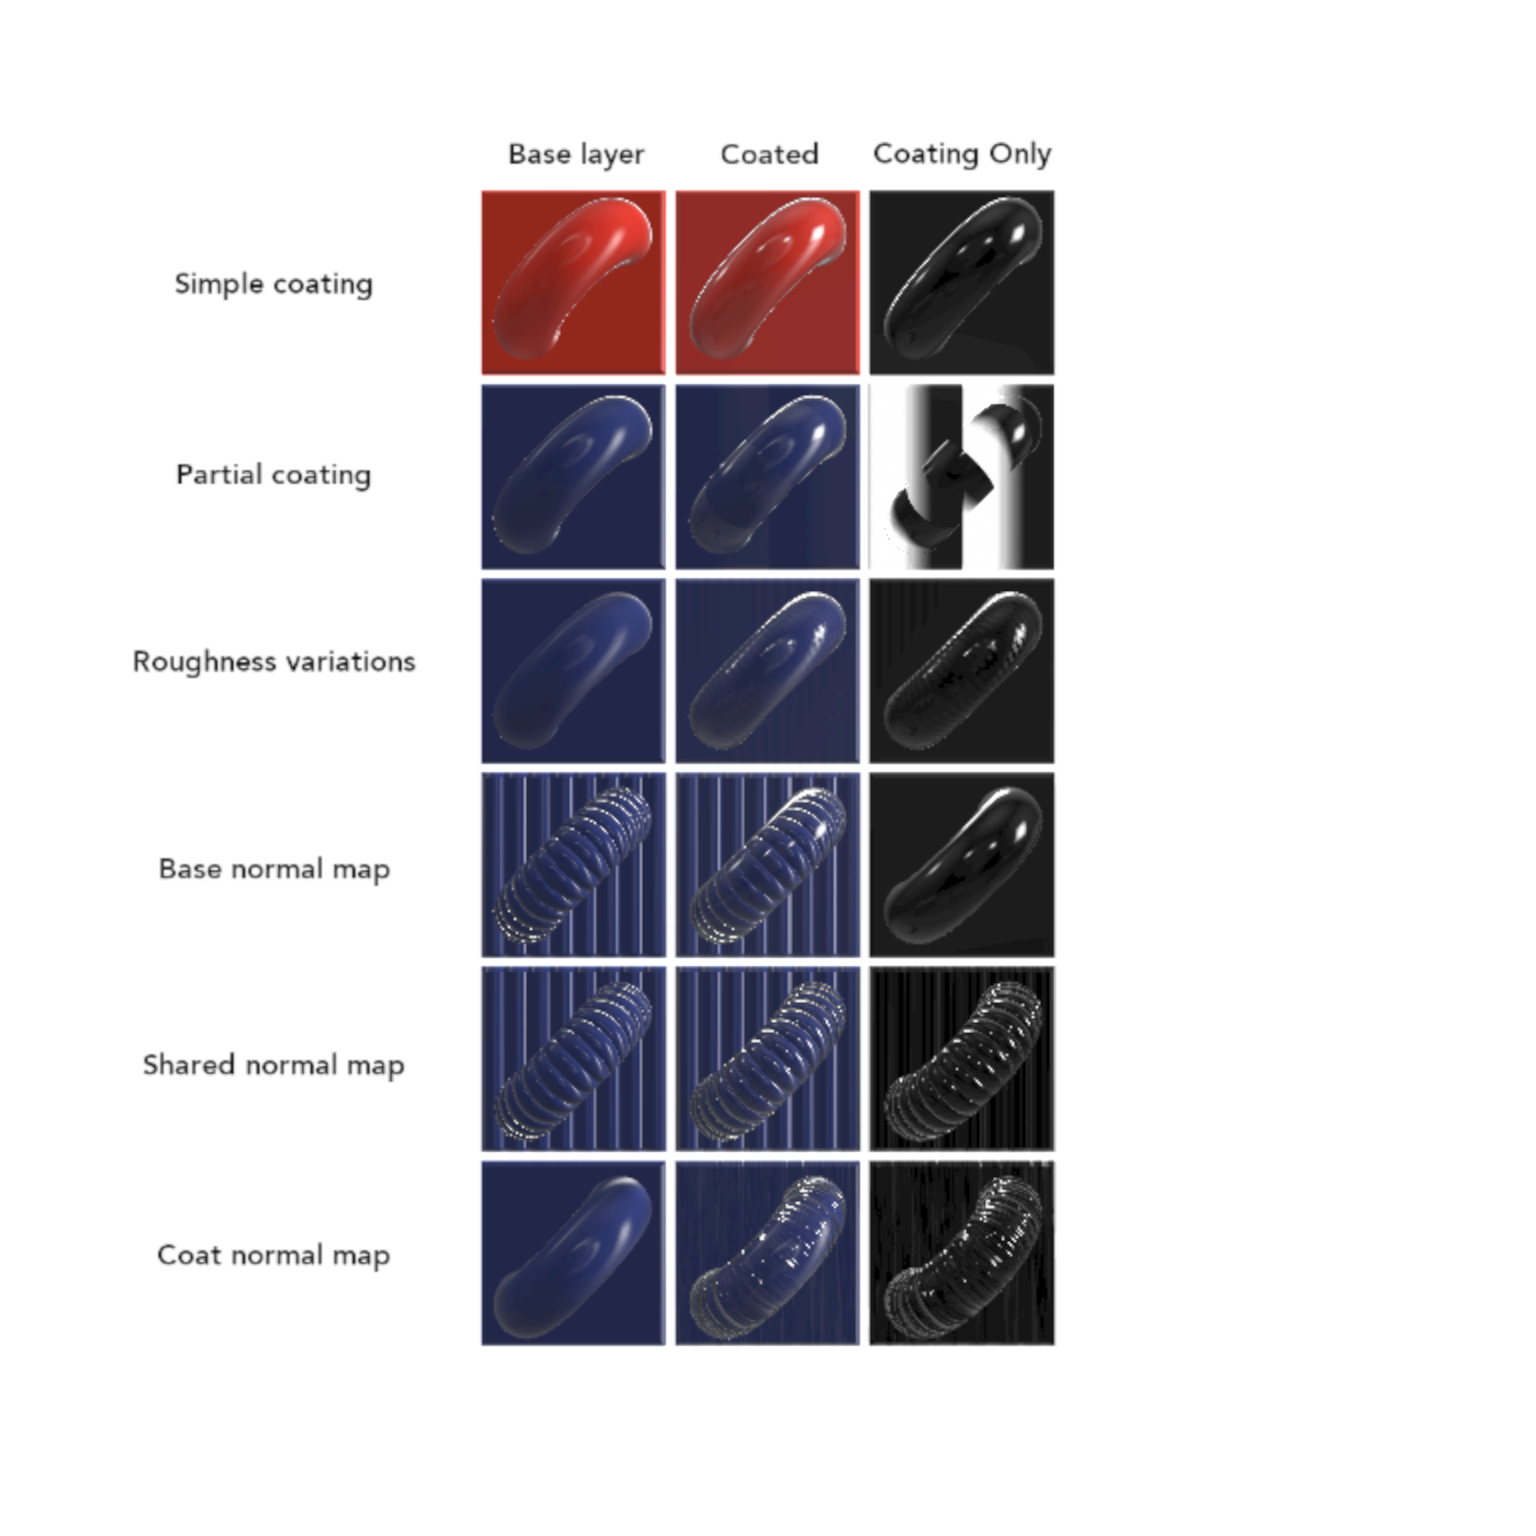 Base layer
Coated
Coating Only
Simple coating
Partial coating
Roughness variations
Base normal map
Shared normal map
Coat normal map